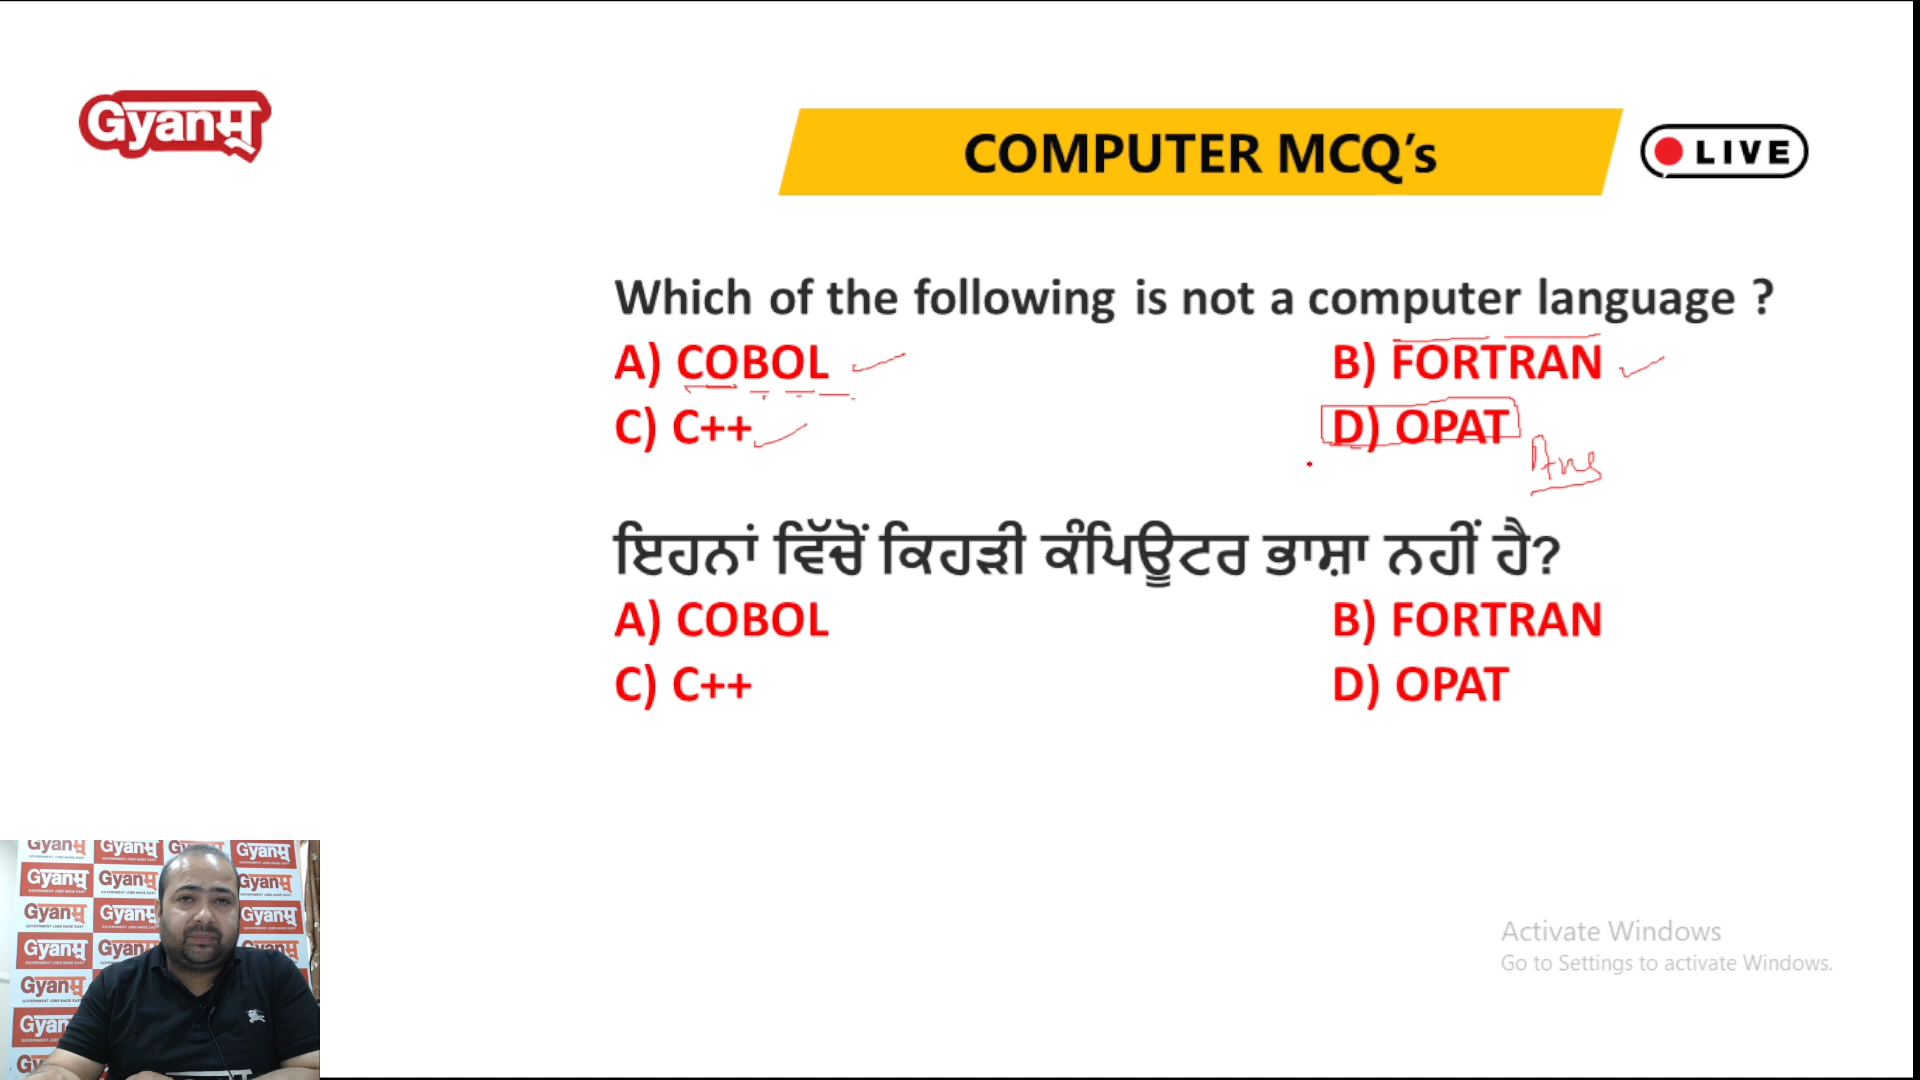 Gyanम्
COMPUTER MCQ’s
LIVE
Which of the following is not a computer language ?
A) COBOL B) FORTRAN
C) C++ D) OPAT
Ans
ਇਹਨਾਂ ਵਿੱਚੋਂ ਕਿਹੜੀ ਕੰਪਿਊਟਰ ਭਾਸ਼ਾ ਨਹੀਂ ਹੈ?
A) COBOL B) FORTRAN
C) C++ D) OPAT
Activate Windows
Go to Settings to activate Windows.